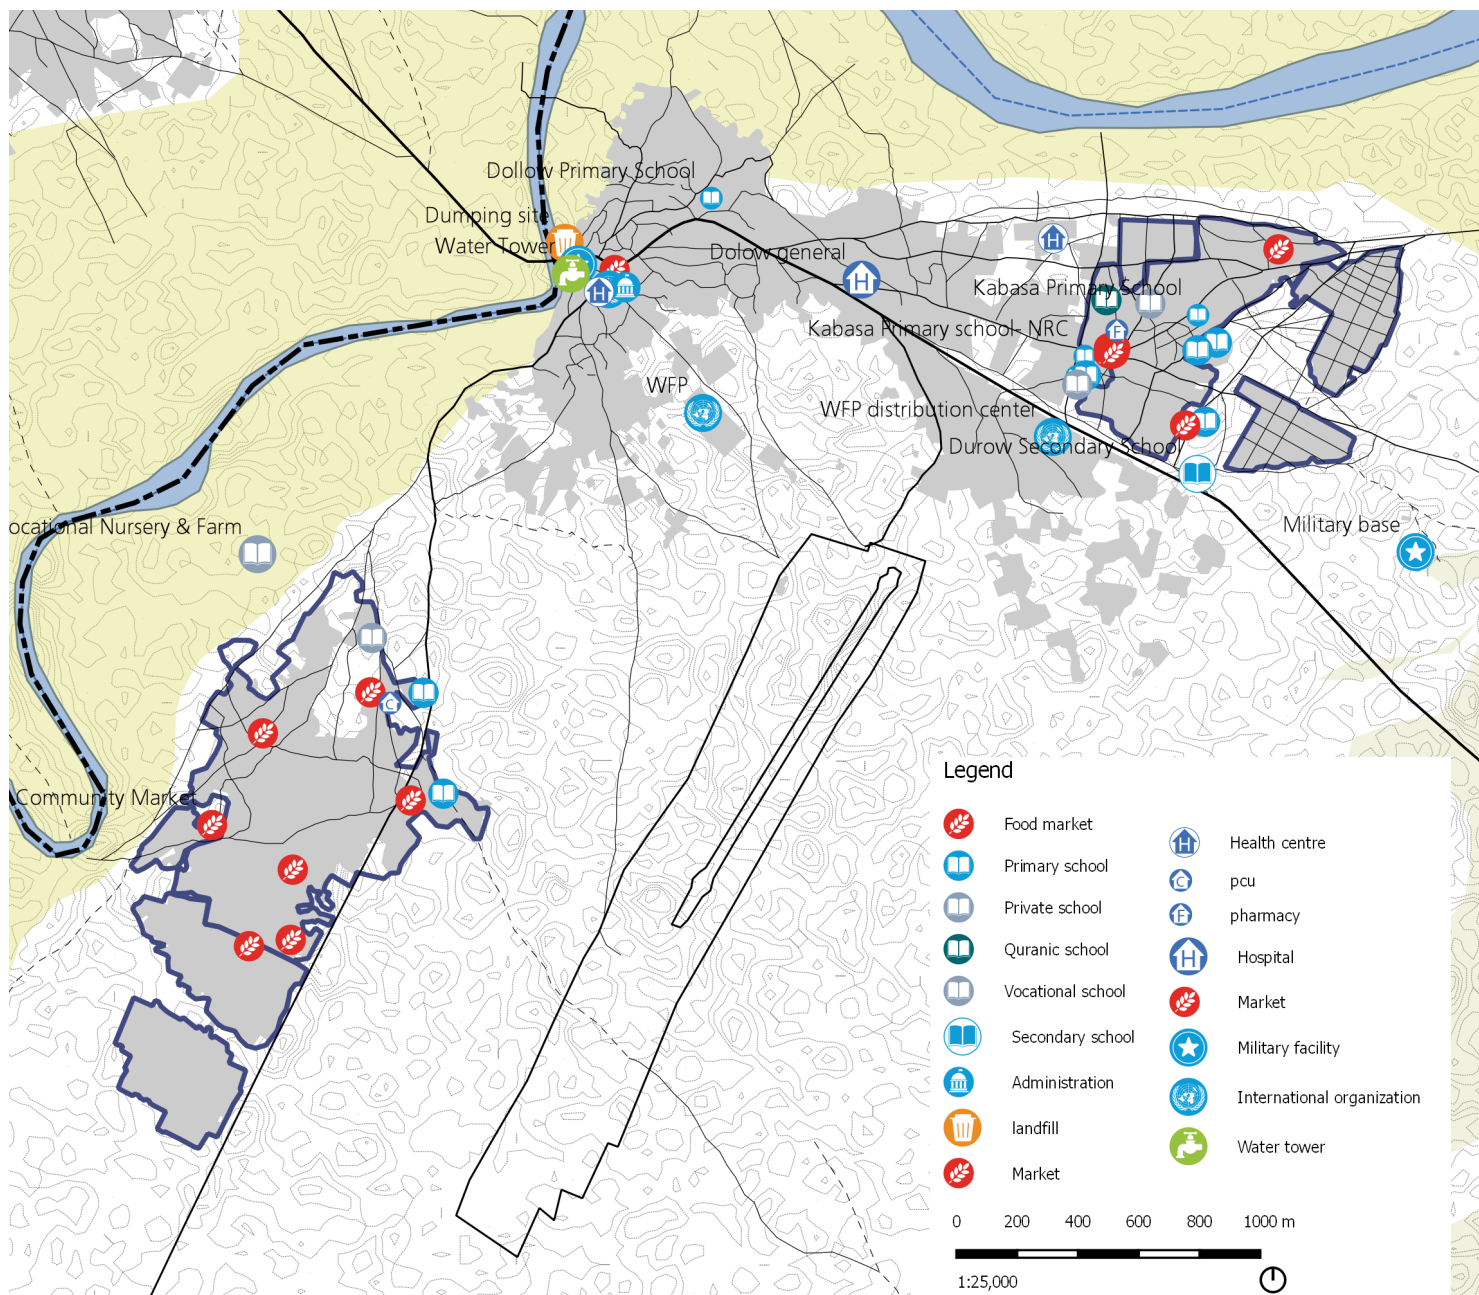 Dollow Primary School
Dumping site
Water Tower
Dolow general
Kabasa Primary School
Kabasa Primary school- NRC
WFP
WFP distribution center
Durow Secondary School
Military base
ocational Nursery & Farm
Community Market
Legend
Food market
Primary school
Private school
Quranic school
Vocational school
Secondary school
Administration
landfill
Market
Health centre
pcu
pharmacy
Hospital
Market
Military facility
International organization
Water tower
0 200 400 600 800 1000 m
1:25,000